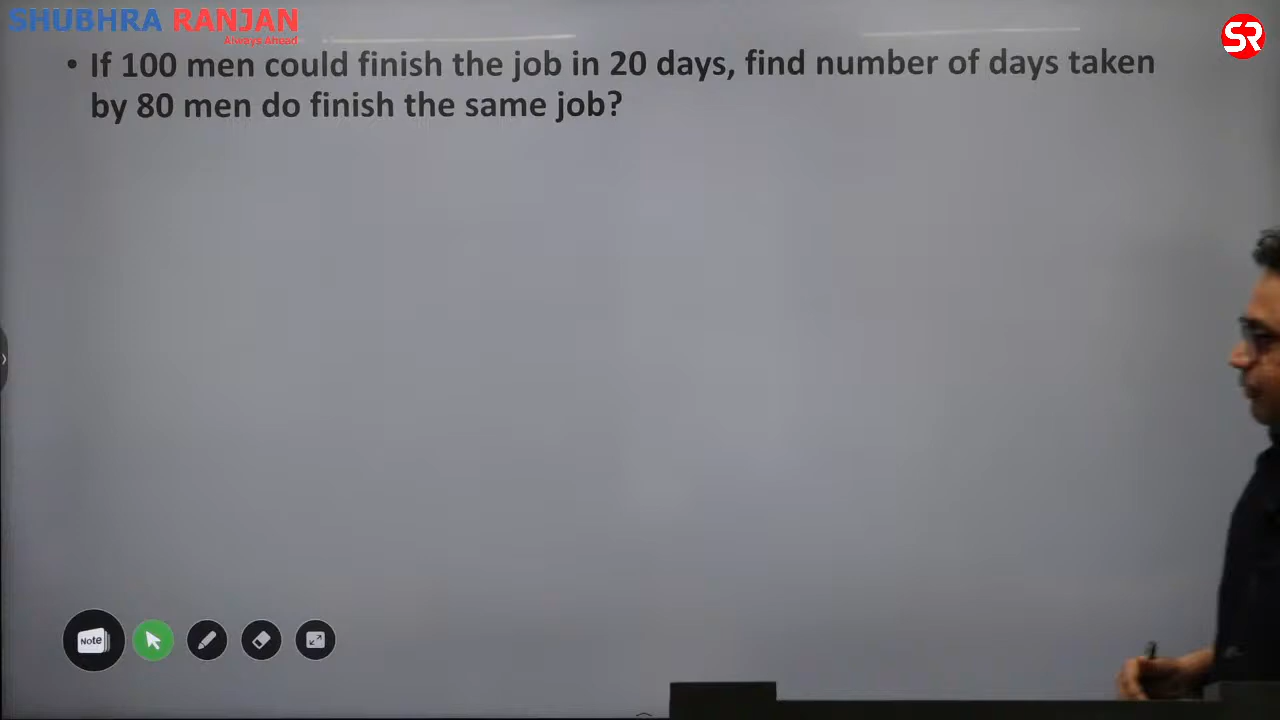 SHUBHRA RANJAN
Always Ahead
SR
• If 100 men could finish the job in 20 days, find number of days taken
by 80 men do finish the same job?
Note